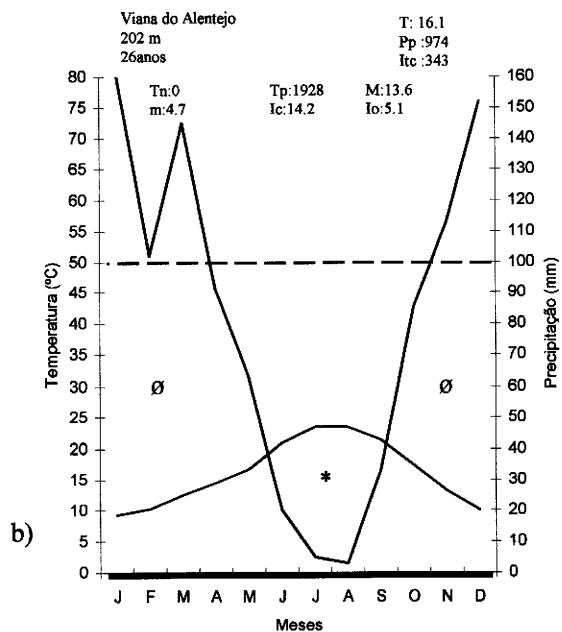 Viana do Alentejo
202 m
26anos
T: 16.1
Pp :974
Itc :343
Tn:0
m:4.7
Tp:1928
Ic:14.2
M:13.6
Io:5.1
80
75
70
65
60
55
50
45
40
35
30
25
20
15
10
5
0
Temperatura (ºC)
160
150
140
130
120
110
100
90
80
70
60
50
40
30
20
10
0
Precipitação (mm)
Ø
Ø
*
b)
J F M A M J J A S O N D
Meses